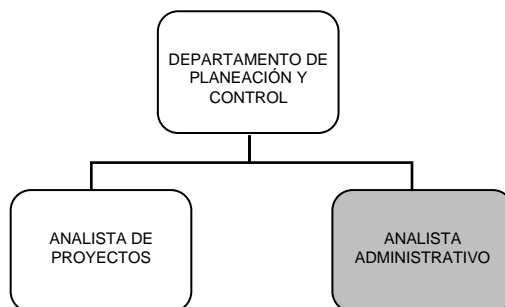 DEPARTAMENTO DE
PLANEACIÓN Y
CONTROL
ANALISTA DE
PROYECTOS
ANALISTA
ADMINISTRATIVO